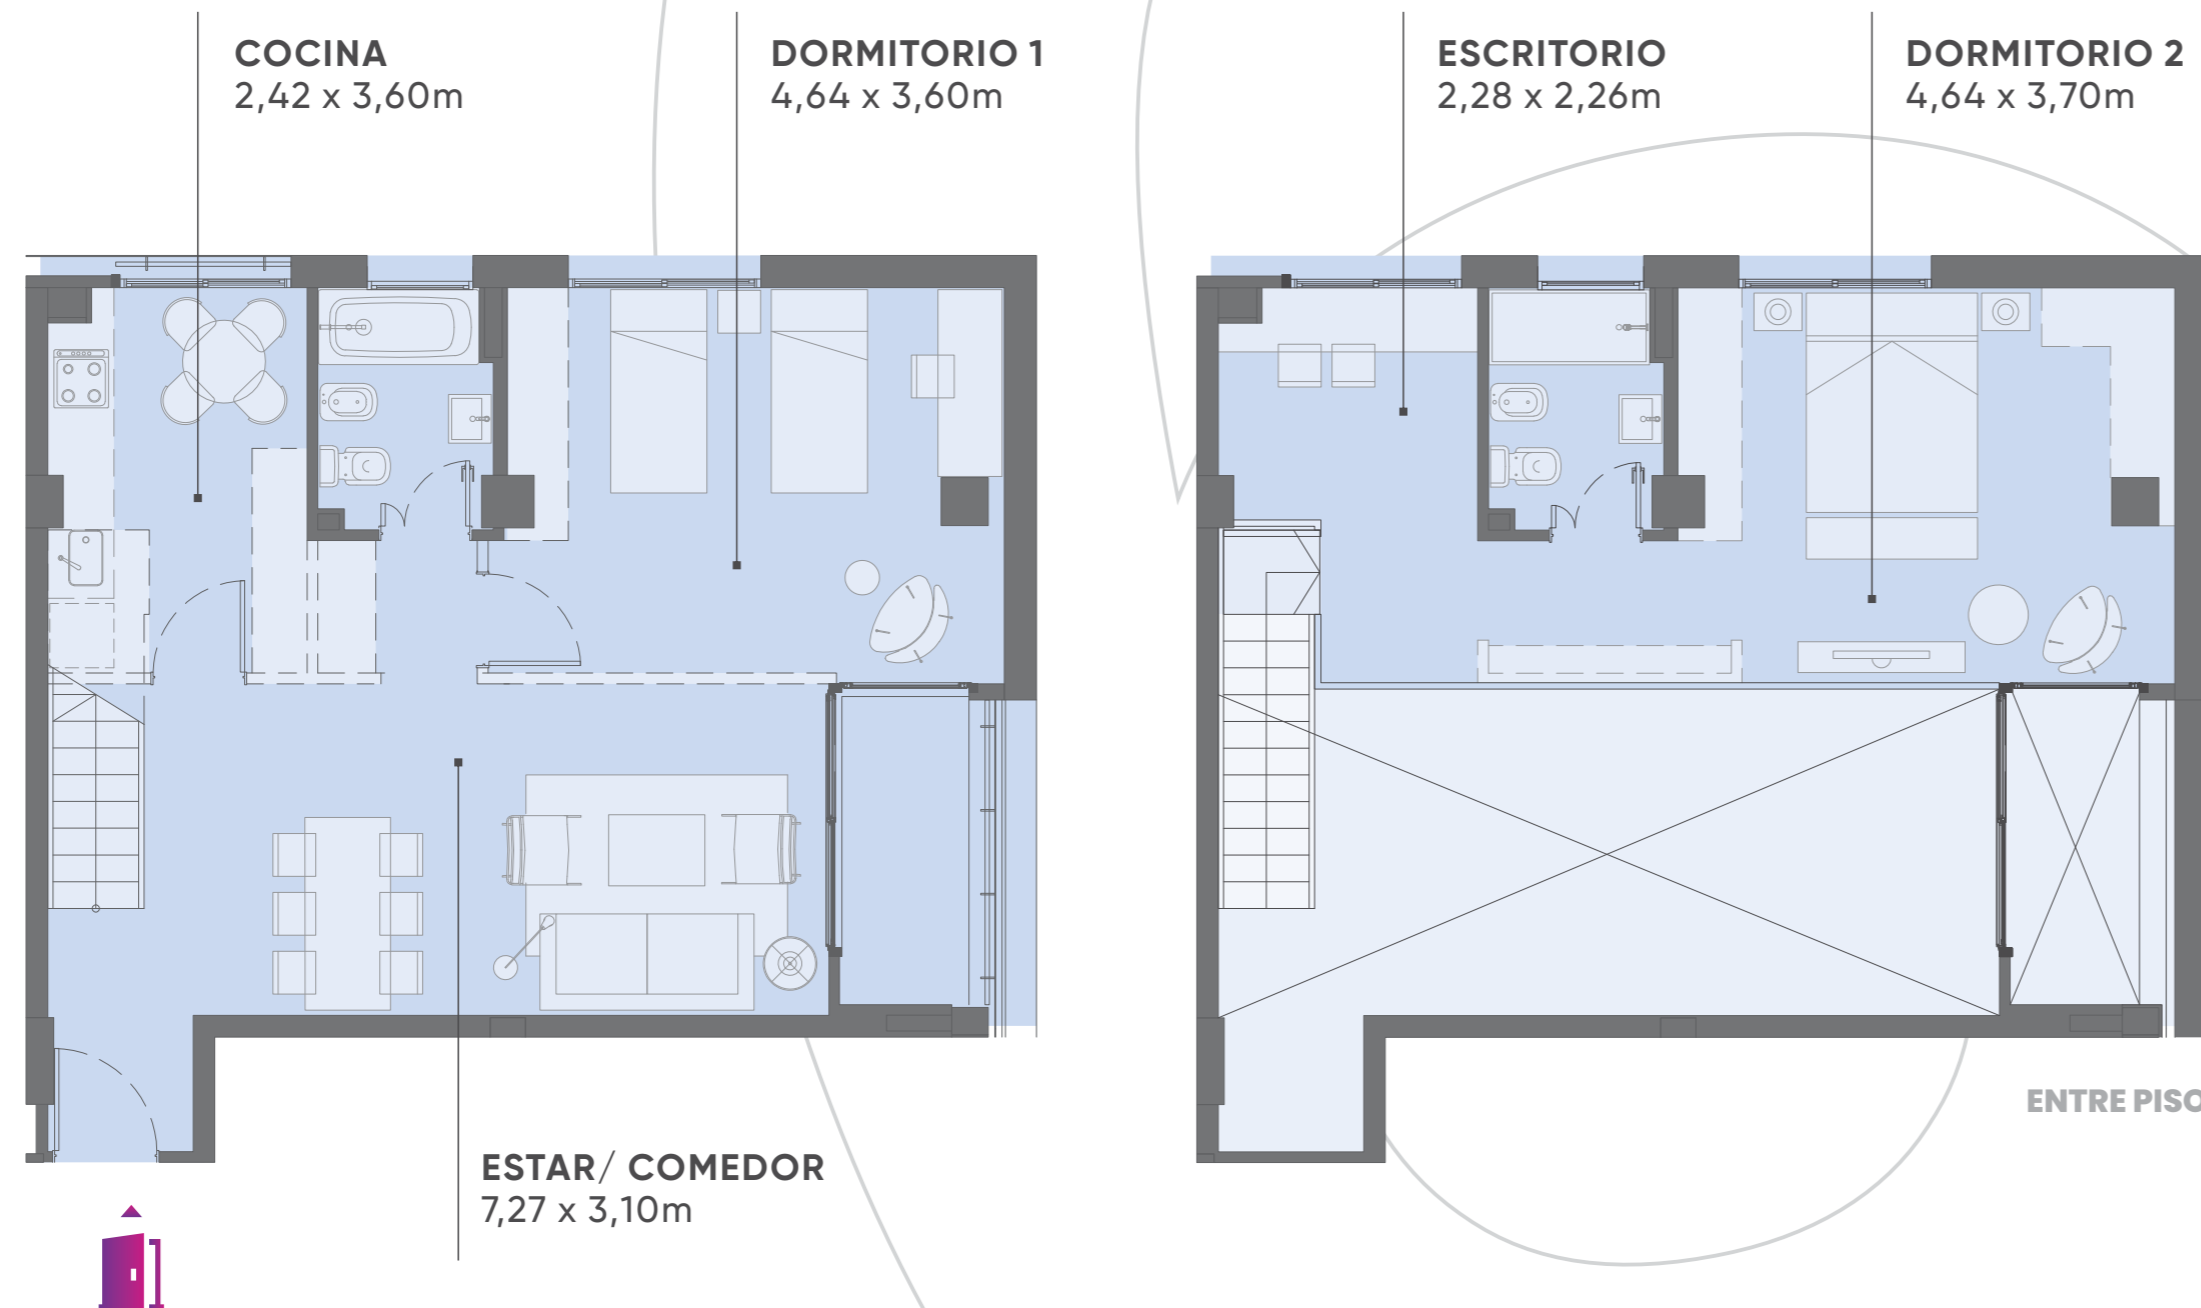 COCINA
2,42 x 3,60m
DORMITORIO 1
4,64 x 3,60m
ESCRITORIO
2,28 x 2,26m
DORMITORIO 2
4,64 x 3,70m
ENTRE PISO
ESTAR/ COMEDOR
7,27 x 3,10m